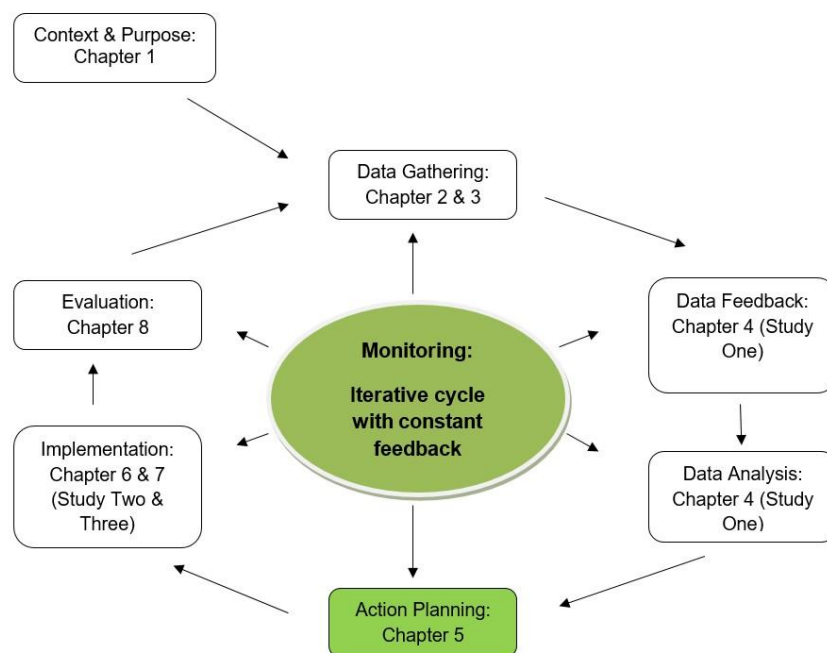 Context & Purpose:
Chapter 1
Data Gathering:
Chapter 2 & 3
Evaluation:
Chapter 8
Monitoring:
Iterative cycle
with constant
feedback
Data Feedback:
Chapter 4 (Study
One)
Implementation:
Chapter 6 & 7
(Study Two &
Three)
Data Analysis:
Chapter 4 (Study
One)
Action Planning:
Chapter 5